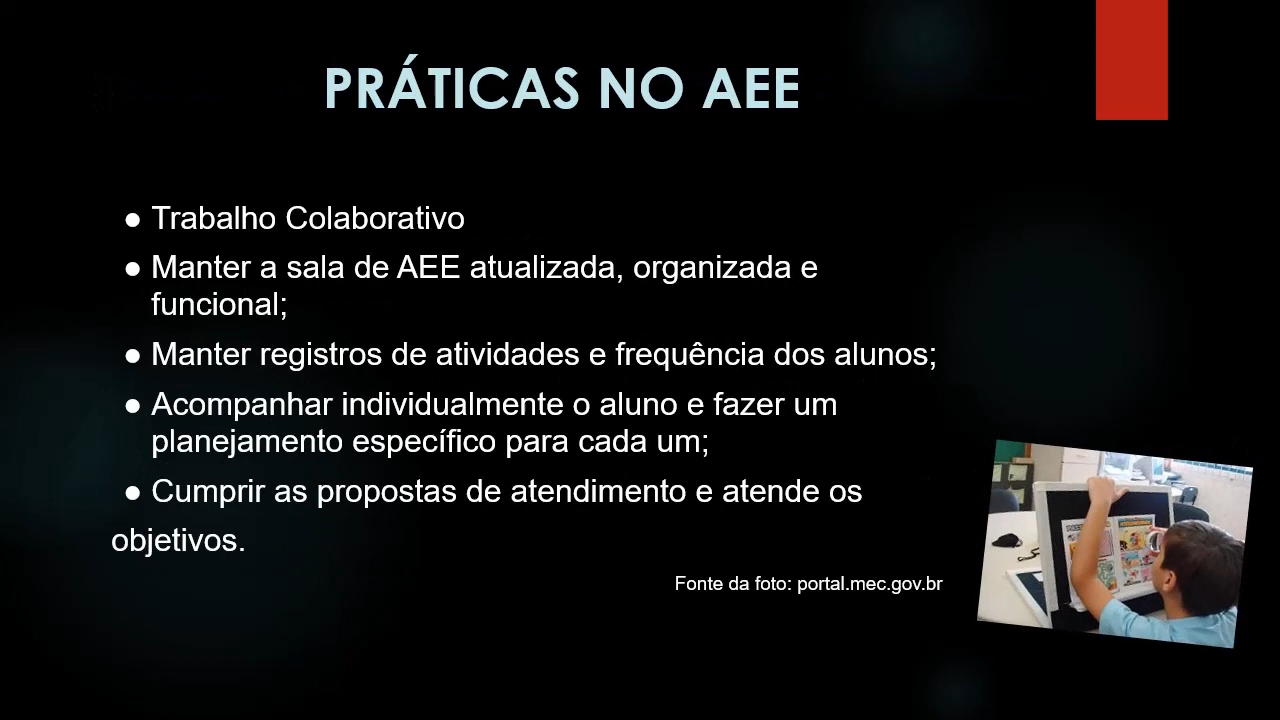 PRÁTICAS NO AEE
● Trabalho Colaborativo
● Manter a sala de AEE atualizada, organizada e
funcional;
● Manter registros de atividades e frequência dos alunos;
● Acompanhar individualmente o aluno e fazer um
planejamento específico para cada um;
● Cumprir as propostas de atendimento e atende os
objetivos.
Fonte da foto: portal.mec.gov.br